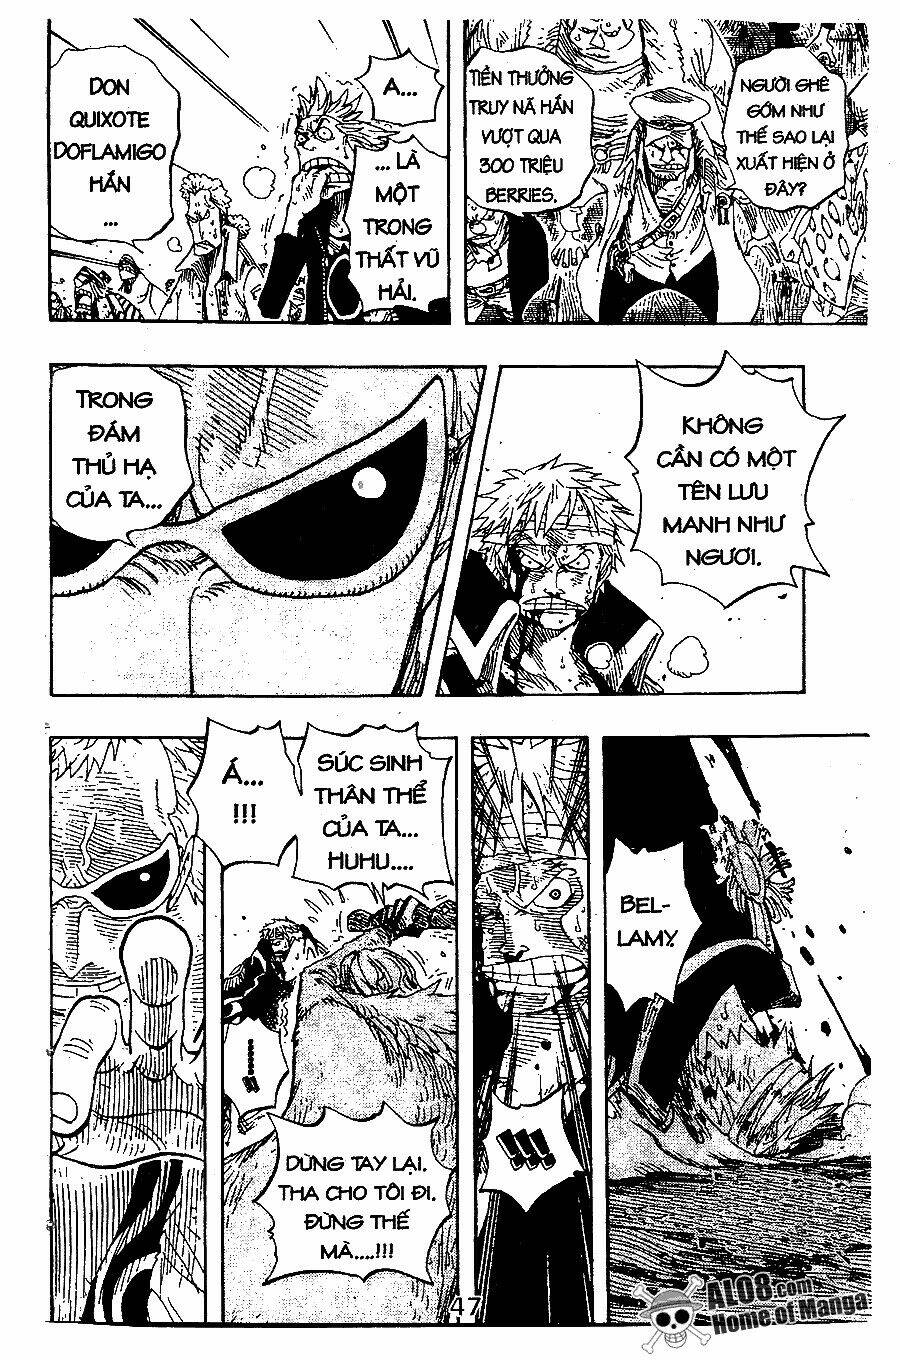 NGƯỜI GHÊ
GỚM NHƯ
THẾ SAO LẠI
XUẤT HIỆN Ở
ĐÂY?
TIỀN THƯỞNG
TRUY NÃ HẮN
VƯỢT QUA
300 TRIỆU
BERRIES.
A...
... LÀ
MỘT
TRONG
THẤT VŨ
HẢI.
DON
QUIXOTE
DOFLAMIGO
HẮN
...
KHÔNG
CẦN CÓ MỘT
TÊN LƯU
MANH NHƯ
NGƯƠI.
TRONG
ĐÁM
THỦ HẠ
CỦA TA...
BEL-
LAMY.
!!!!
SÚC SINH
THÂN THỂ
CỦA TA...
HUHU....
Á...
!!!
DỪNG TAY LẠI.
THA CHO TÔI ĐI.
ĐỪNG THẾ
MÀ....!!!
47
ALO8.com
Home of Manga